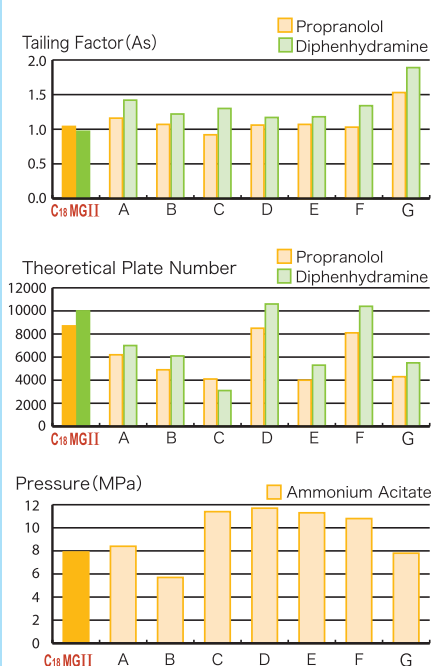 Propranolol
Tailing Factor(As)
Diphenhydramine
2.0
1.5
1.0
0.5
0.0
C18 MGII A B C D E F G
Propranolol
Theoretical Plate Number
Diphenhydramine
12000
10000
8000
6000
4000
2000
0
C18 MGII A B C D E F G
Pressure(MPa)
Ammonium Acitate
12
10
8
6
4
2
0
C18 MGII A B C D E F G